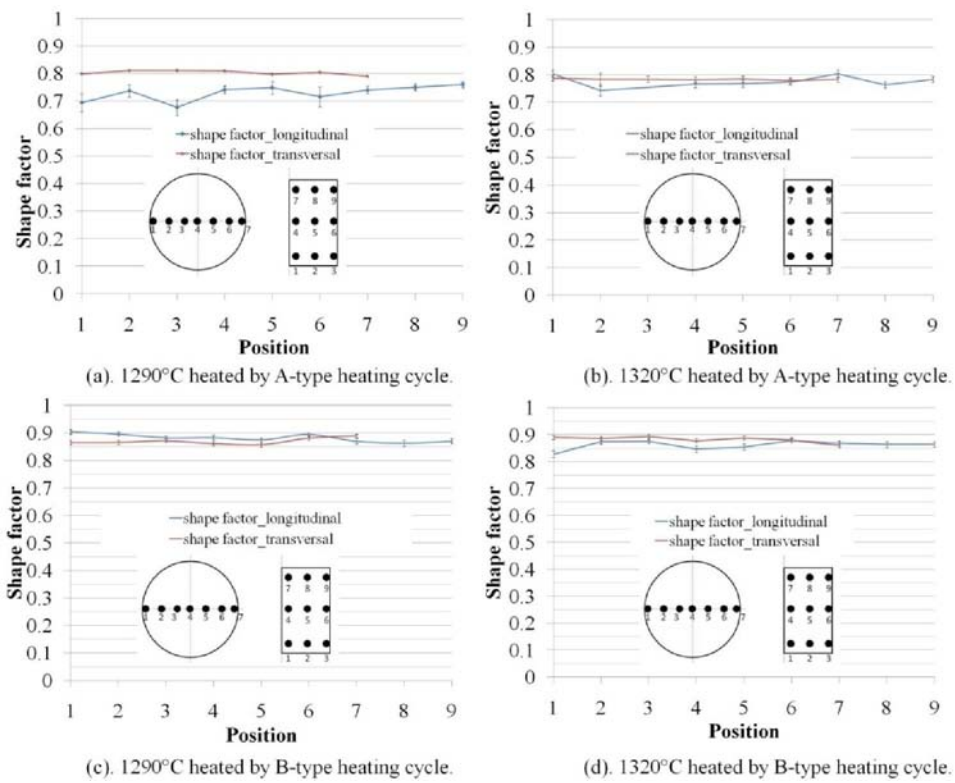 1
0.9
0.8
0.7
0.6
0.5
0.4
0.3
0.2
0.1
0
Shape factor
shape factor_longitudinal
shape factor_transversal
1 2 3 4 5 6 7
7 8 9
4 5 6
1 2 3
1 2 3 4 5 6 7 8 9
Position
(a). 1290°C heated by A-type heating cycle.
1
0.9
0.8
0.7
0.6
0.5
0.4
0.3
0.2
0.1
0
Shape factor
shape factor_longitudinal
shape factor_transversal
1 2 3 4 5 6 7
7 8 9
4 5 6
1 2 3
1 2 3 4 5 6 7 8 9
Position
(b). 1320°C heated by A-type heating cycle.
1
0.9
0.8
0.7
0.6
0.5
0.4
0.3
0.2
0.1
0
Shape factor
shape factor_longitudinal
shape factor_transversal
1 2 3 4 5 6 7
7 8 9
4 5 6
1 2 3
1 2 3 4 5 6 7 8 9
Position
(c). 1290°C heated by B-type heating cycle.
1
0.9
0.8
0.7
0.6
0.5
0.4
0.3
0.2
0.1
0
Shape factor
shape factor_longitudinal
shape factor_transversal
1 2 3 4 5 6 7
7 8 9
4 5 6
1 2 3
1 2 3 4 5 6 7 8 9
Position
(d). 1320°C heated by B-type heating cycle.